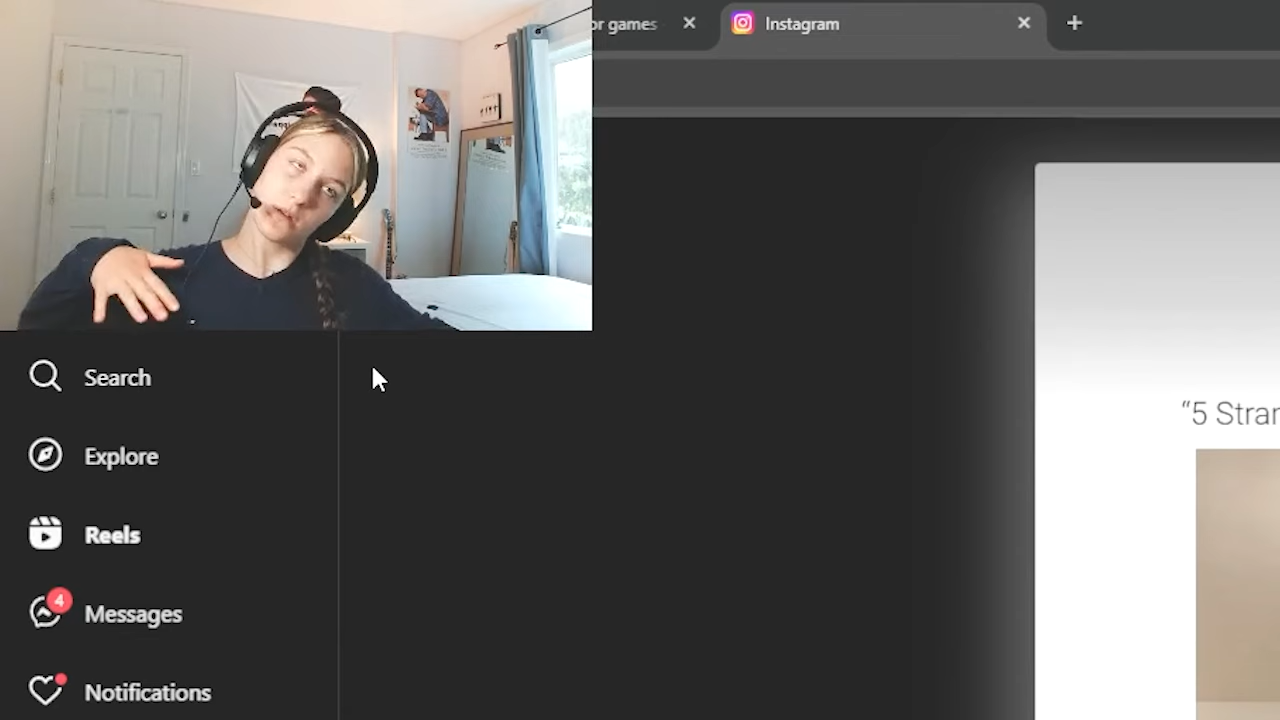 or games
Instagram
Search
“5 Stran
Explore
Reels
4
Messages
Notifications